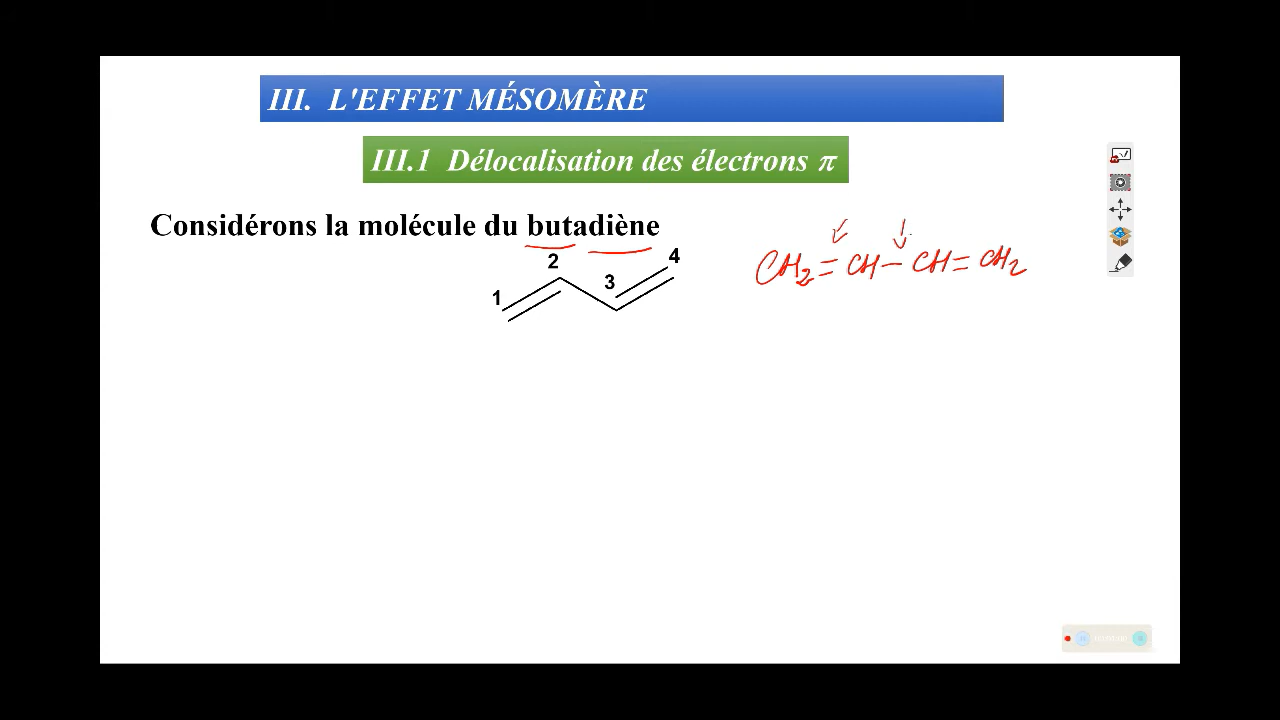 III. L'EFFET MÉSOMÈRE
III.1 Délocalisation des électrons π
Considérons la molécule du butadiène
1 2 3 4
CH2=CH-CH=CH2